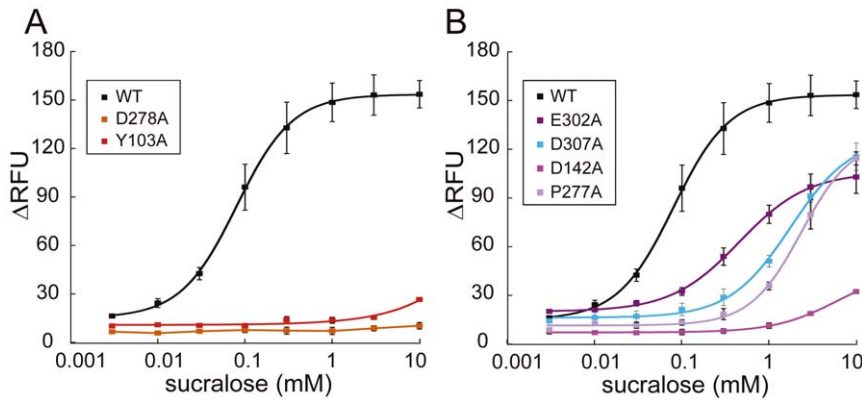 A
180
150
120
90
60
30
0
ΔRFU
WT
D278A
Y103A
0.001
0.01
0.1
1
10
sucralose (mM)
B
180
150
120
90
60
30
0
ΔRFU
WT
E302A
D307A
D142A
P277A
0.001
0.01
0.1
1
10
sucralose (mM)